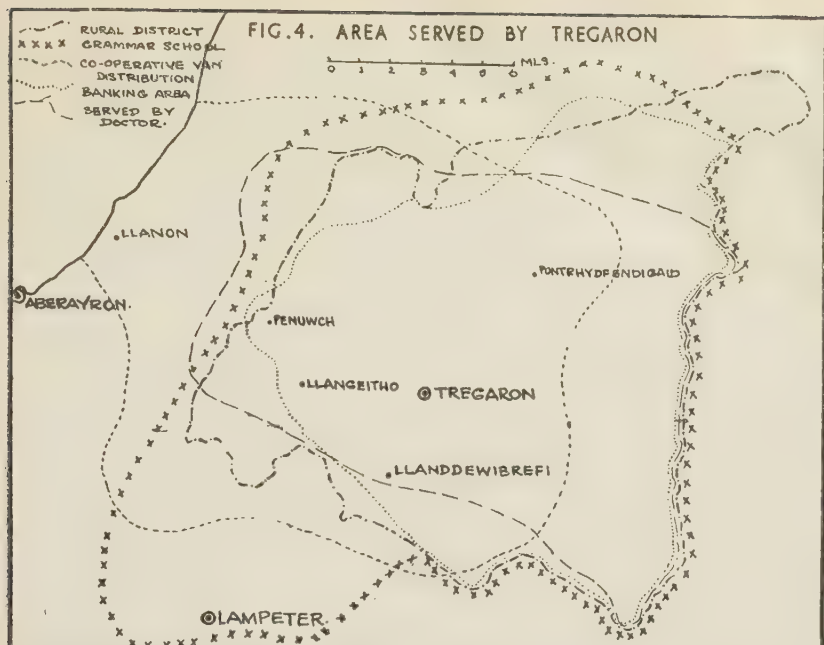 FIG.4. AREA SERVED BY TREGARON
RURAL DISTRICT
GRAMMAR SCHOOL
CO-OPERATIVE VAN
DISTRIBUTION
BANKING AREA
SERVED BY
DOCTOR.
0 1 2 3 4 5 6 MLS.
LLANON
ABERAYRON.
PONTRHYDFENDIGAID
PENUWCH
LLANGEITHO
TREGARON
LLANDDEWIBREFI
LAMPETER.